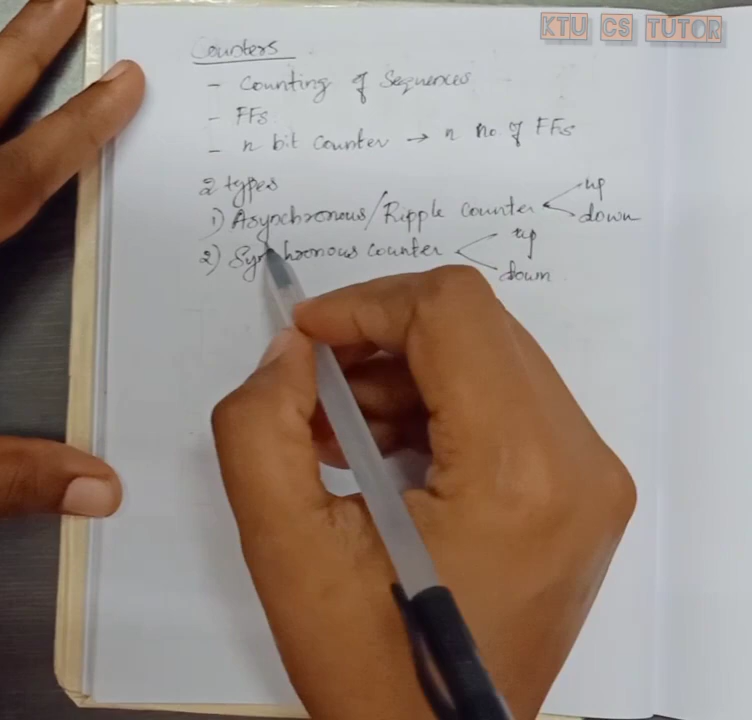 KTU CS TUTOR
Counters
- Counting of Sequences
- FFs
- n bit Counter → n no. of FFs
2 types
1) Asynchronous/Ripple Counter up
down
2) Synchronous counter up
down